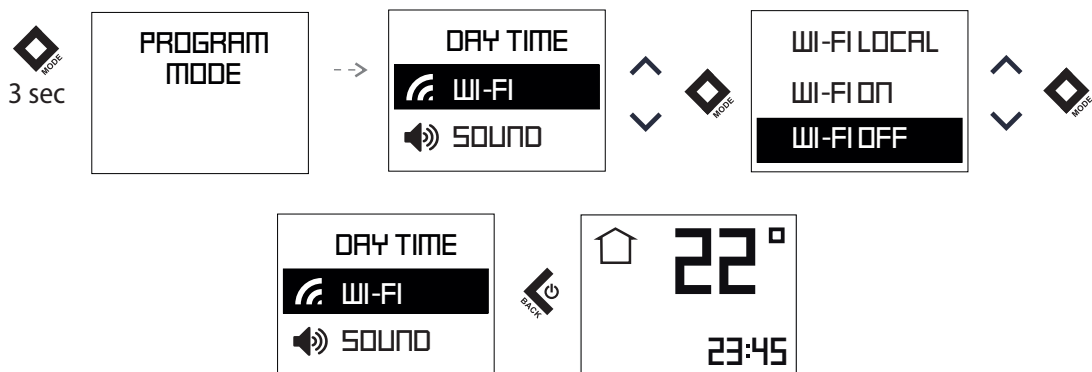 MODE
3 sec
PROGRAM
MODE
DAY TIME
WI-FI
SOUND
MODE
WI-FI LOCAL
WI-FI ON
WI-FI OFF
MODE
DAY TIME
WI-FI
SOUND
BACK
22°
23:45